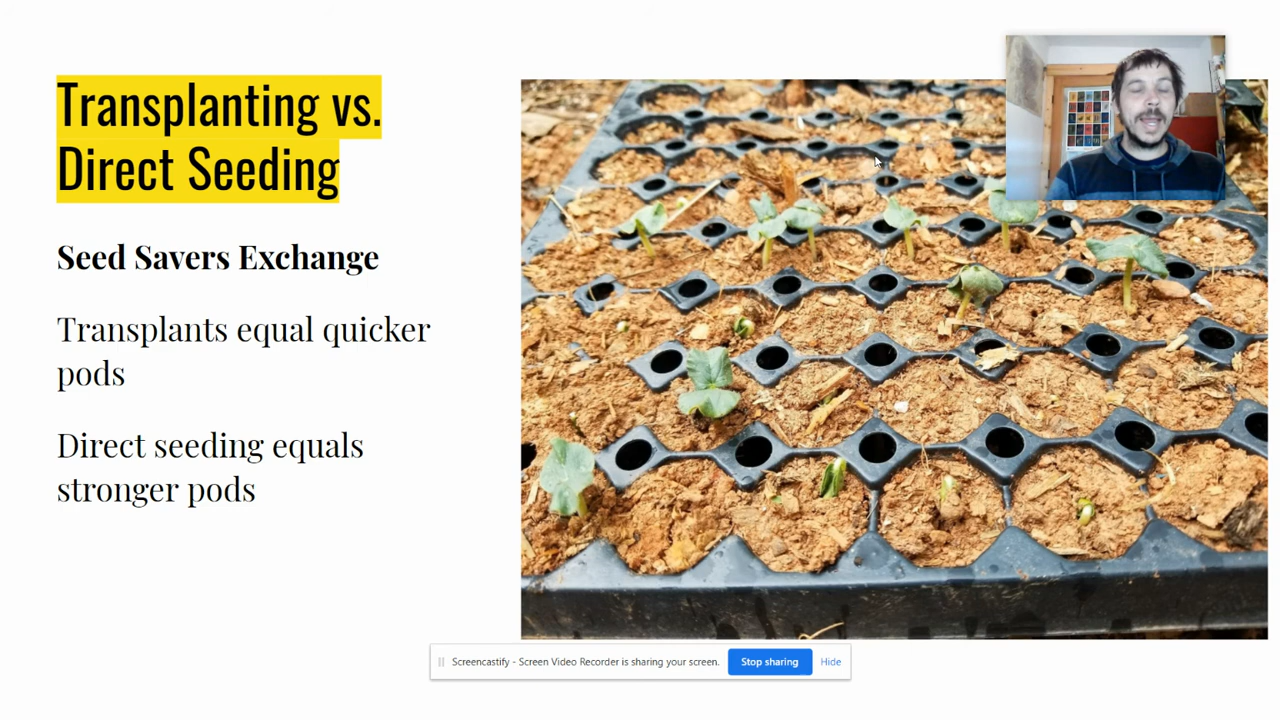 Transplanting vs.
Direct Seeding
Seed Savers Exchange
Transplants equal quicker
pods
Direct seeding equals
stronger pods
Screencastify - Screen Video Recorder is sharing your screen.
Stop sharing
Hide